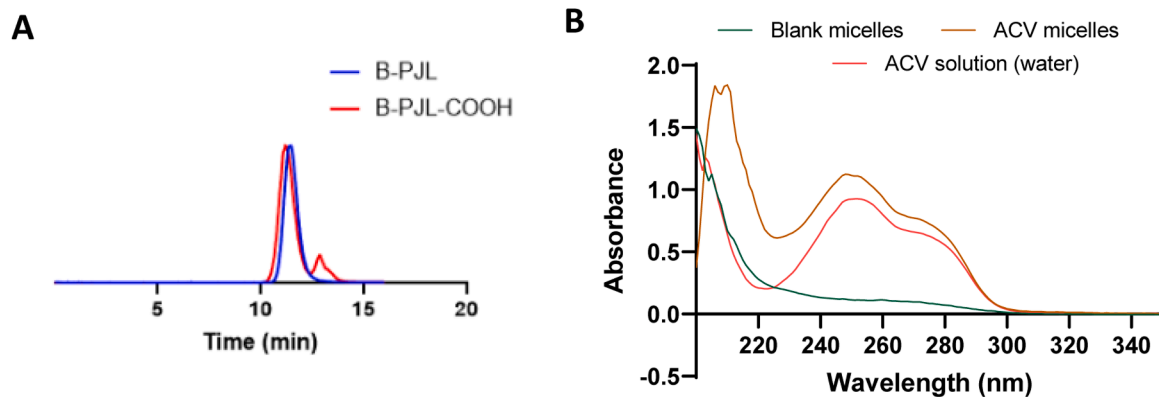 A
B-PJL
B-PJL-COOH
5
10
15
20
Time (min)
B
Blank micelles
ACV micelles
ACV solution (water)
2.0
1.5
1.0
0.5
0.0
-0.5
Absorbance
220
240
260
280
300
320
340
Wavelength (nm)